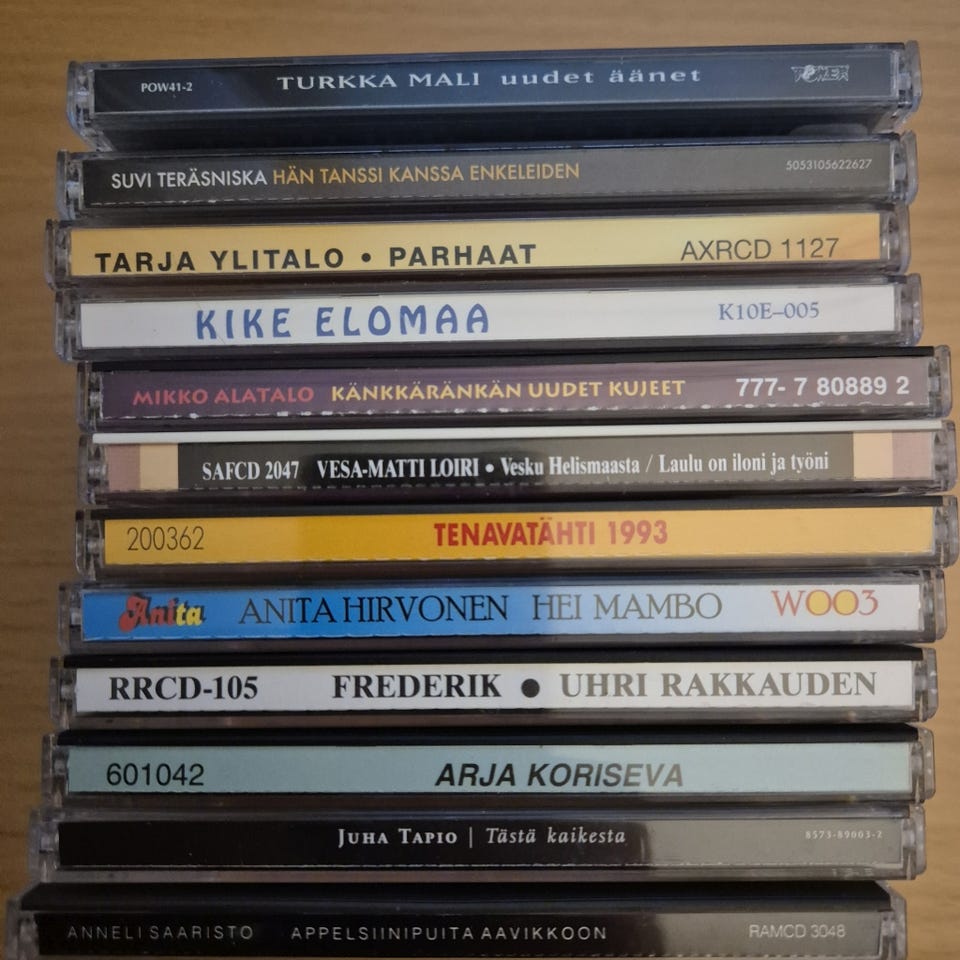 POW41-2 TURKKA MALI uudet äänet POWER
SUVI TERÄSNISKA HÄN TANSSI KANSSA ENKELEIDEN 5053105622627
TARJA YLITALO • PARHAAT AXRCD 1127
KIKE ELOMAA K10E-005
MIKKO ALATALO KÄNKKÄRÄNKÄN UUDET KUJEET 777- 7 80889 2
SAFCD 2047 VESA-MATTI LOIRI • Vesku Helismaasta / Laulu on iloni ja työni
200362 TENAVATÄHTI 1993
Anita ANITA HIRVONEN HEI MAMBO WOO3
RRCD-105 FREDERIK • UHRI RAKKAUDEN
601042 ARJA KORISEVA
JUHA TAPIO | Tästä kaikesta 8573-89003-2
ANNELI SAARISTO APPELSIINIPUITA AAVIKKOON RAMCD 3048